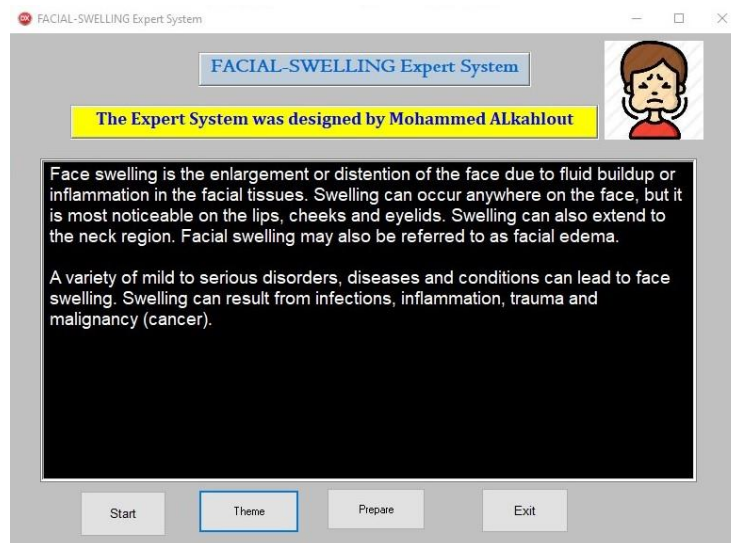 FACIAL-SWELLING Expert System
FACIAL-SWELLING Expert System
The Expert System was designed by Mohammed ALkahlout
Face swelling is the enlargement or distention of the face due to fluid buildup or
inflammation in the facial tissues. Swelling can occur anywhere on the face, but it
is most noticeable on the lips, cheeks and eyelids. Swelling can also extend to
the neck region. Facial swelling may also be referred to as facial edema.
A variety of mild to serious disorders, diseases and conditions can lead to face
swelling. Swelling can result from infections, inflammation, trauma and
malignancy (cancer).
Start Theme Prepare Exit